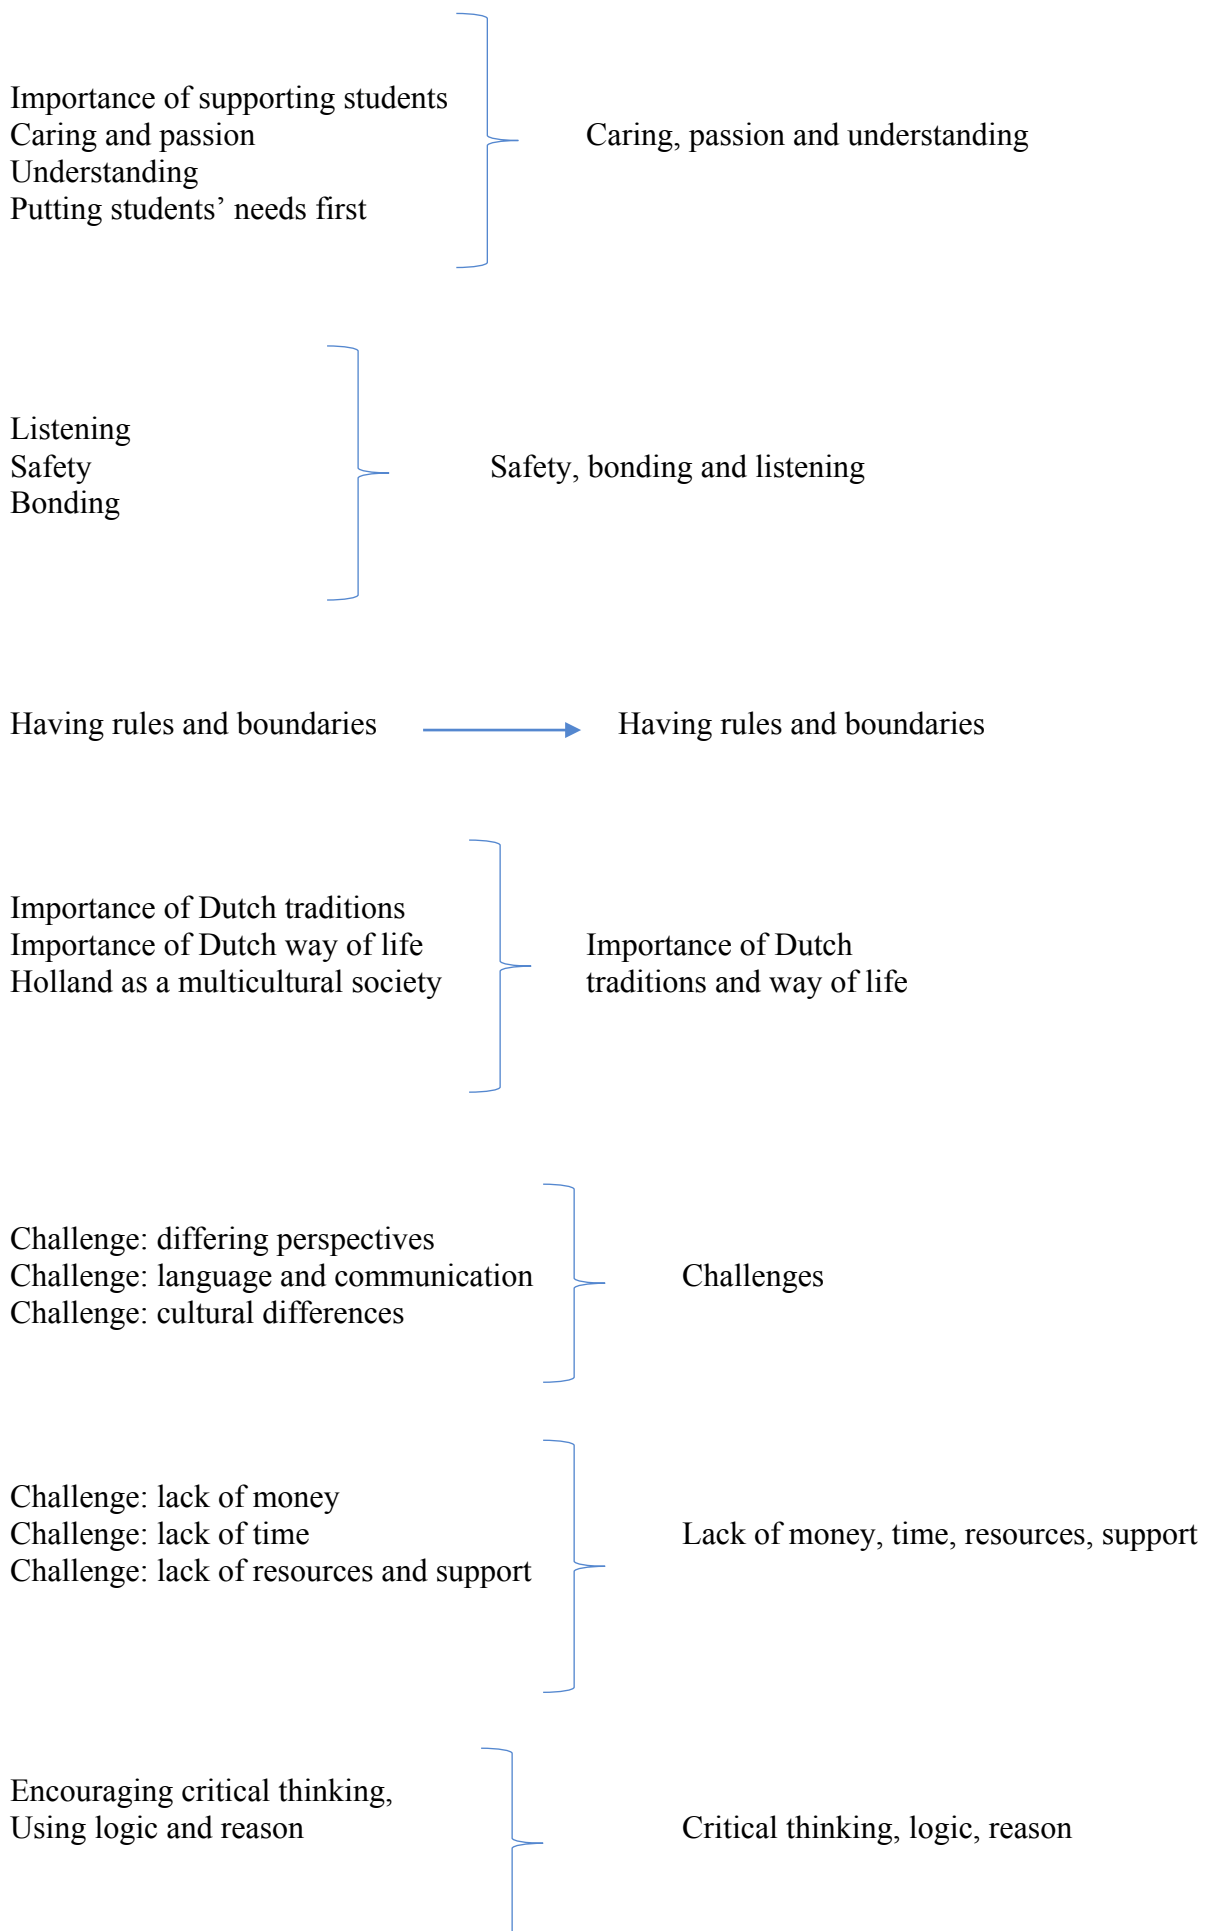 Importance of supporting students
Caring and passion
Understanding
Putting students’ needs first
Caring, passion and understanding
Listening
Safety
Bonding
Safety, bonding and listening
Having rules and boundaries
Having rules and boundaries
Importance of Dutch traditions
Importance of Dutch way of life
Holland as a multicultural society
Importance of Dutch
traditions and way of life
Challenge: differing perspectives
Challenge: language and communication
Challenge: cultural differences
Challenges
Challenge: lack of money
Challenge: lack of time
Challenge: lack of resources and support
Lack of money, time, resources, support
Encouraging critical thinking,
Using logic and reason
Critical thinking, logic, reason